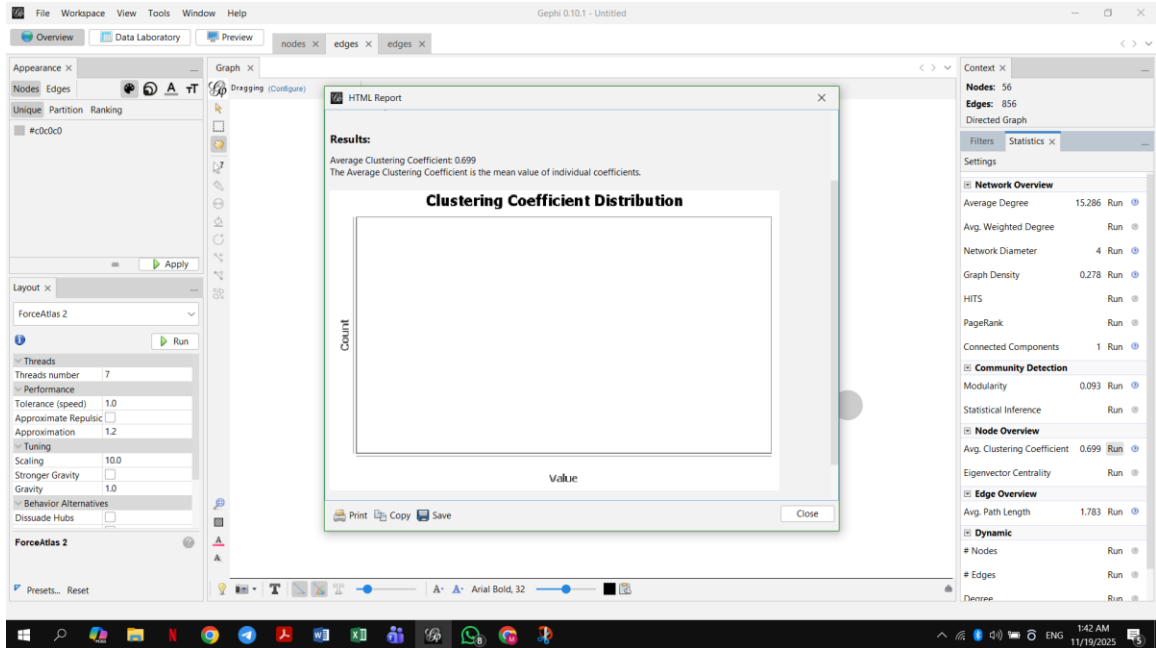 File Workspace View Tools Window Help
Gephi 0.10.1 - Untitled
Overview
Data Laboratory
Preview
nodes ×
edges ×
edges ×
Appearance ×
Nodes Edges
Unique Partition Ranking
#c0c0c0
Apply
Layout ×
ForceAtlas 2
Run
Threads
Threads number 7
Performance
Tolerance (speed) 1.0
Approximate Repulsic
Approximation 1.2
Tuning
Scaling 10.0
Stronger Gravity
Gravity 1.0
Behavior Alternatives
Dissuade Hubs
ForceAtlas 2
Presets... Reset
Graph ×
Dragging (Configure)
HTML Report
Results:
Average Clustering Coefficient: 0.699
The Average Clustering Coefficient is the mean value of individual coefficients.
Clustering Coefficient Distribution
Count
Value
Print Copy Save
Close
A- A- Arial Bold, 32
Context ×
Nodes: 56
Edges: 856
Directed Graph
Filters Statistics ×
Settings
Network Overview
Average Degree 15.286 Run
Avg. Weighted Degree Run
Network Diameter 4 Run
Graph Density 0.278 Run
HITS Run
PageRank Run
Connected Components 1 Run
Community Detection
Modularity 0.093 Run
Statistical Inference Run
Node Overview
Avg. Clustering Coefficient 0.699 Run
Eigenvector Centrality Run
Edge Overview
Avg. Path Length 1.783 Run
Dynamic
# Nodes Run
# Edges Run
Degree Run
ENG
1:42 AM
11/19/2025